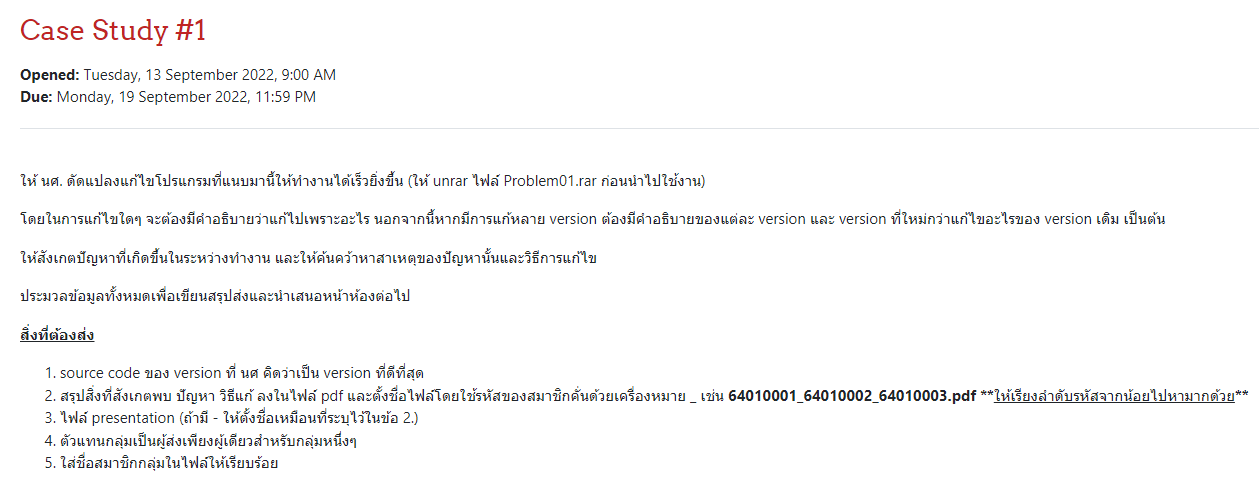 Case Study #1
Opened: Tuesday, 13 September 2022, 9:00 AM
Due: Monday, 19 September 2022, 11:59 PM
ให้ นศ. ดัดแปลงแก้ไขโปรแกรมที่แนบมานี้ให้ทำงานได้เร็วยิ่งขึ้น (ให้ unrar ไฟล์ Problem01.rar ก่อนนำไปใช้งาน)
โดยในการแก้ไขใดๆ จะต้องมีคำอธิบายว่าแก้ไปเพราะอะไร นอกจากนี้หากมีการแก้หลาย version ต้องมีคำอธิบายของแต่ละ version และ version ที่ใหม่กว่าแก้ไขอะไรของ version เดิม เป็นต้น
ให้สังเกตปัญหาที่เกิดขึ้นในระหว่างทำงาน และให้ค้นคว้าหาสาเหตุของปัญหานั้นและวิธีการแก้ไข
ประมวลข้อมูลทั้งหมดเพื่อเขียนสรุปส่งและนำเสนอหน้าห้องต่อไป
สิ่งที่ต้องส่ง
1. source code ของ version ที่ นศ คิดว่าเป็น version ที่ดีที่สุด
2. สรุปสิ่งที่สังเกตพบ ปัญหา วิธีแก้ ลงในไฟล์ pdf และตั้งชื่อไฟล์โดยใช้รหัสของสมาชิกคั่นด้วยเครื่องหมาย _ เช่น 64010001_64010002_64010003.pdf **ให้เรียงลำดับรหัสจากน้อยไปหามากด้วย**
3. ไฟล์ presentation (ถ้ามี - ให้ตั้งชื่อเหมือนที่ระบุไว้ในข้อ 2.)
4. ตัวแทนกลุ่มเป็นผู้ส่งเพียงผู้เดียวสำหรับกลุ่มหนึ่งๆ
5. ใส่ชื่อสมาชิกกลุ่มในไฟล์ให้เรียบร้อย